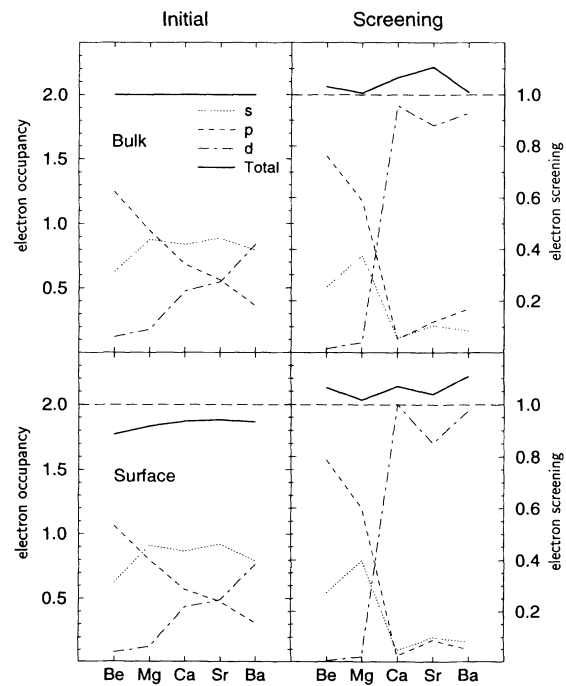 Initial Screening
2.0
1.5
1.0
0.5
electron occupancy
Bulk
s
p
d
Total
1.0
0.8
0.6
0.4
0.2
electron screening
2.0
1.5
1.0
0.5
electron occupancy
Surface
1.0
0.8
0.6
0.4
0.2
electron screening
Be Mg Ca Sr Ba Be Mg Ca Sr Ba